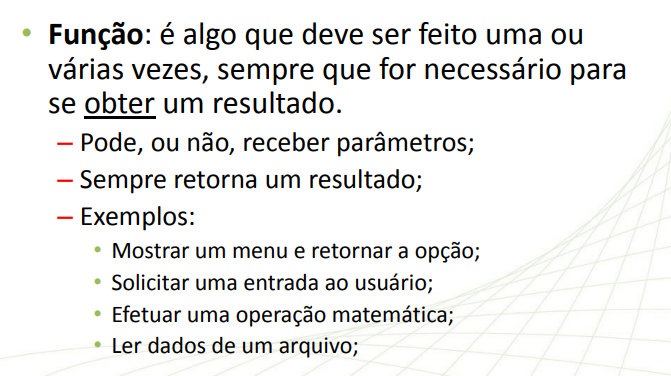 • Função: é algo que deve ser feito uma ou
várias vezes, sempre que for necessário para
se obter um resultado.
– Pode, ou não, receber parâmetros;
– Sempre retorna um resultado;
– Exemplos:
• Mostrar um menu e retornar a opção;
• Solicitar uma entrada ao usuário;
• Efetuar uma operação matemática;
• Ler dados de um arquivo;